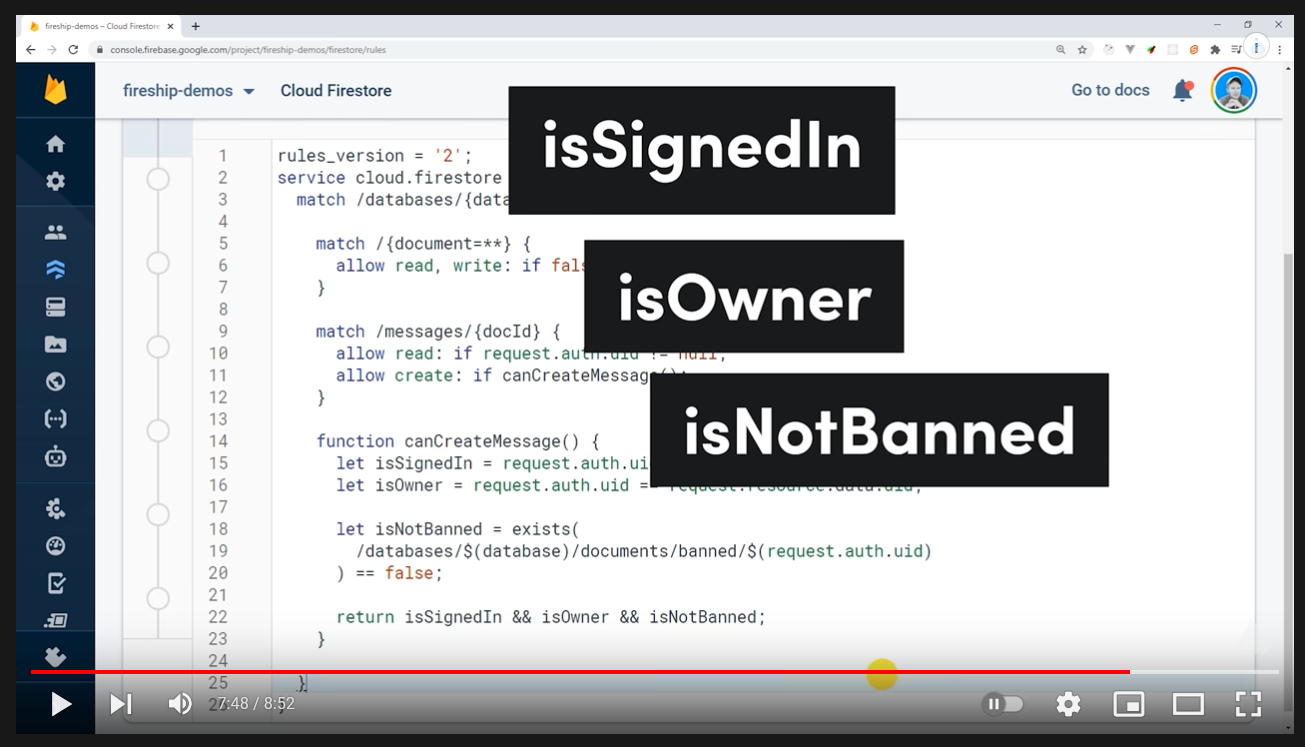 fireship-demos – Cloud Firestore
console.firebase.google.com/project/fireship-demos/firestore/rules
fireship-demos
Cloud Firestore
Go to docs
isSignedIn
isOwner
isNotBanned
1 rules_version = '2';
2 service cloud.firestore
3 match /databases/{data
4
5 match /{document=**} {
6 allow read, write: if fals
7 }
8
9 match /messages/{docId} {
10 allow read: if request.auth.uid != null;
11 allow create: if canCreateMessage();
12 }
13
14 function canCreateMessage() {
15 let isSignedIn = request.auth.ui
16 let isOwner = request.auth.uid == request.resource.data.uid;
17
18 let isNotBanned = exists(
19 /databases/$(database)/documents/banned/$(request.auth.uid)
20 ) == false;
21
22 return isSignedIn && isOwner && isNotBanned;
23 }
24
25 }
7:48 / 8:52